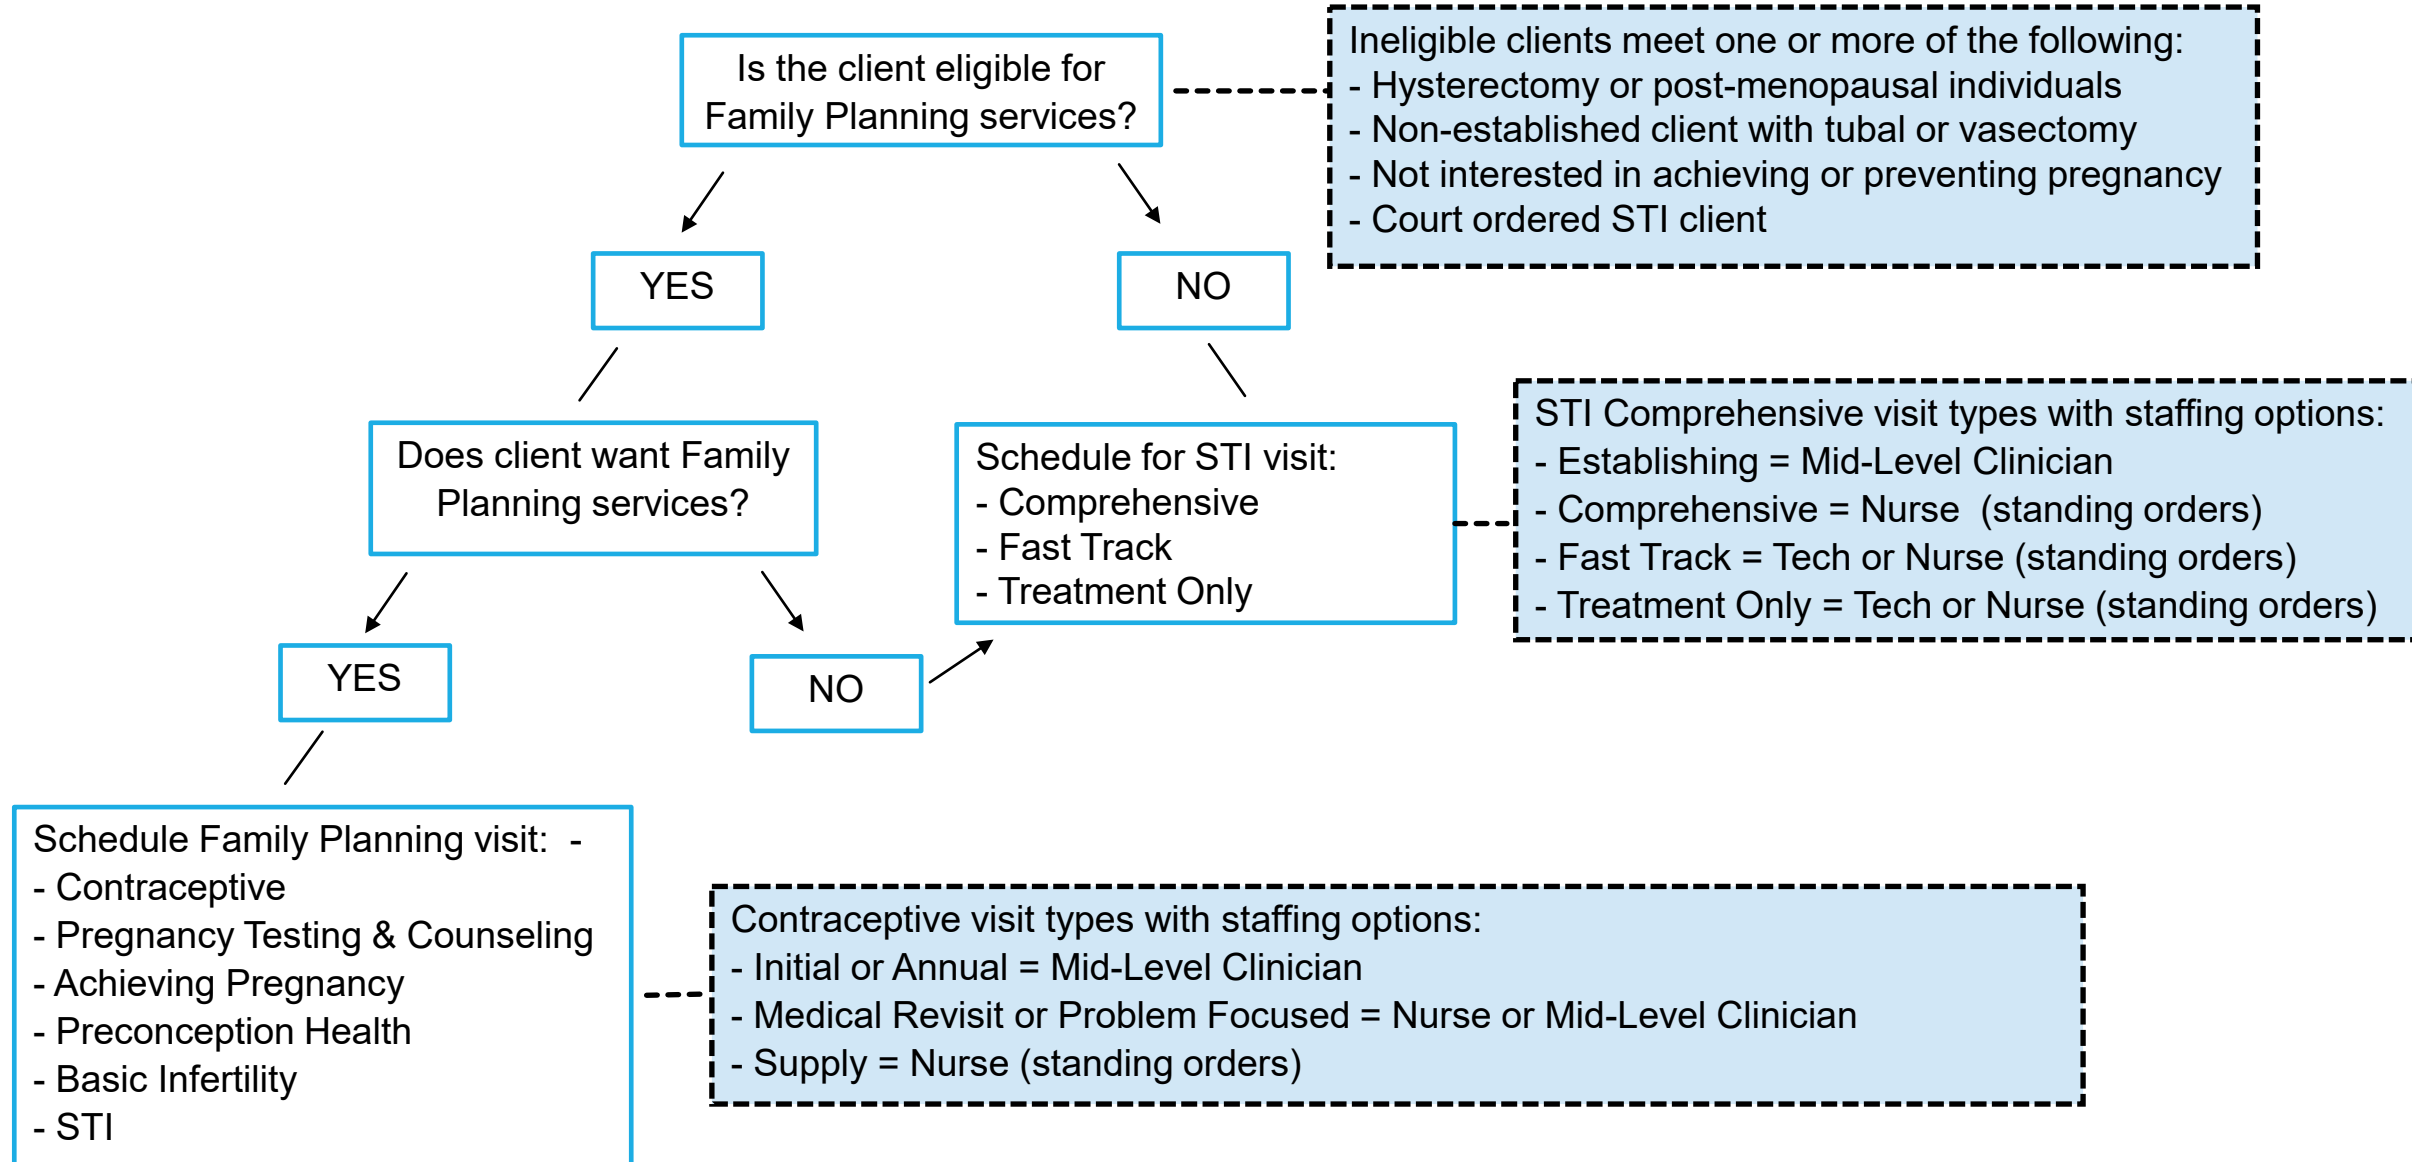 Is the client eligible for
Family Planning services?
Ineligible clients meet one or more of the following:
- Hysterectomy or post-menopausal individuals
- Non-established client with tubal or vasectomy
- Not interested in achieving or preventing pregnancy
- Court ordered STI client
YES
NO
Does client want Family
Planning services?
Schedule for STI visit:
- Comprehensive
- Fast Track
- Treatment Only
STI Comprehensive visit types with staffing options:
- Establishing = Mid-Level Clinician
- Comprehensive = Nurse  (standing orders)
- Fast Track = Tech or Nurse (standing orders)
- Treatment Only = Tech or Nurse (standing orders)
YES
NO
Schedule Family Planning visit:  -
- Contraceptive
- Pregnancy Testing & Counseling
- Achieving Pregnancy
- Preconception Health
- Basic Infertility
- STI
Contraceptive visit types with staffing options:
- Initial or Annual = Mid-Level Clinician
- Medical Revisit or Problem Focused = Nurse or Mid-Level Clinician
- Supply = Nurse (standing orders)